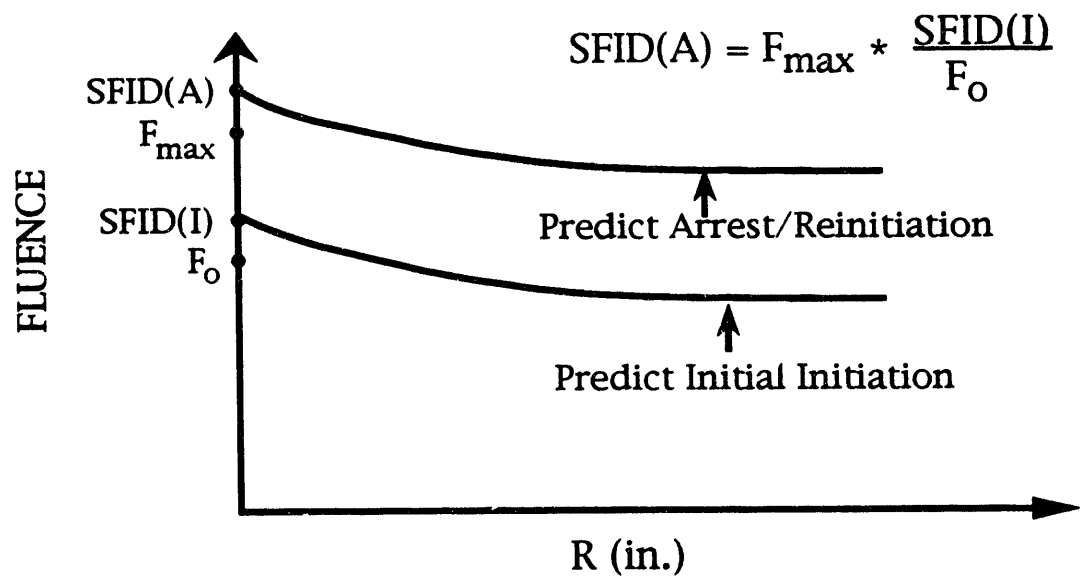 SFID(A) = Fmax * SFID(I)
Fo
SFID(A)
Fmax
SFID(I)
Fo
FLUENCE
Predict Arrest/Reinitiation
Predict Initial Initiation
R (in.)